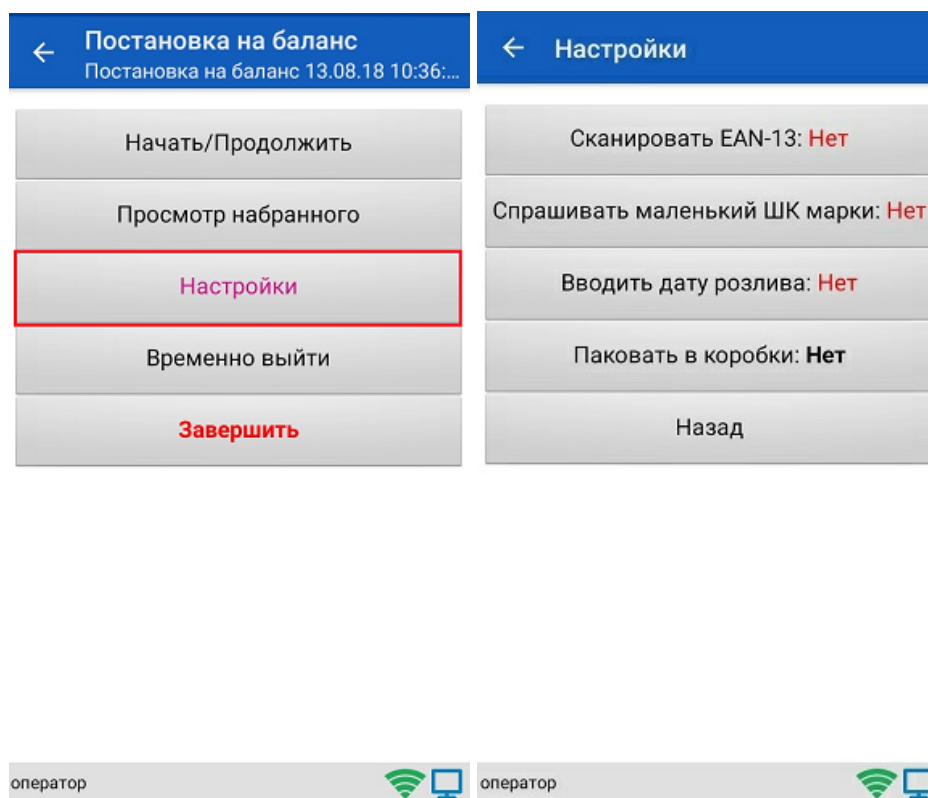 Постановка на баланс
Постановка на баланс 13.08.18 10:36:...
Начать/Продолжить
Просмотр набранного
Настройки
Временно выйти
Завершить
оператор
Настройки
Сканировать EAN-13: Нет
Спрашивать маленький ШК марки: Нет
Вводить дату розлива: Нет
Паковать в коробки: Нет
Назад
оператор